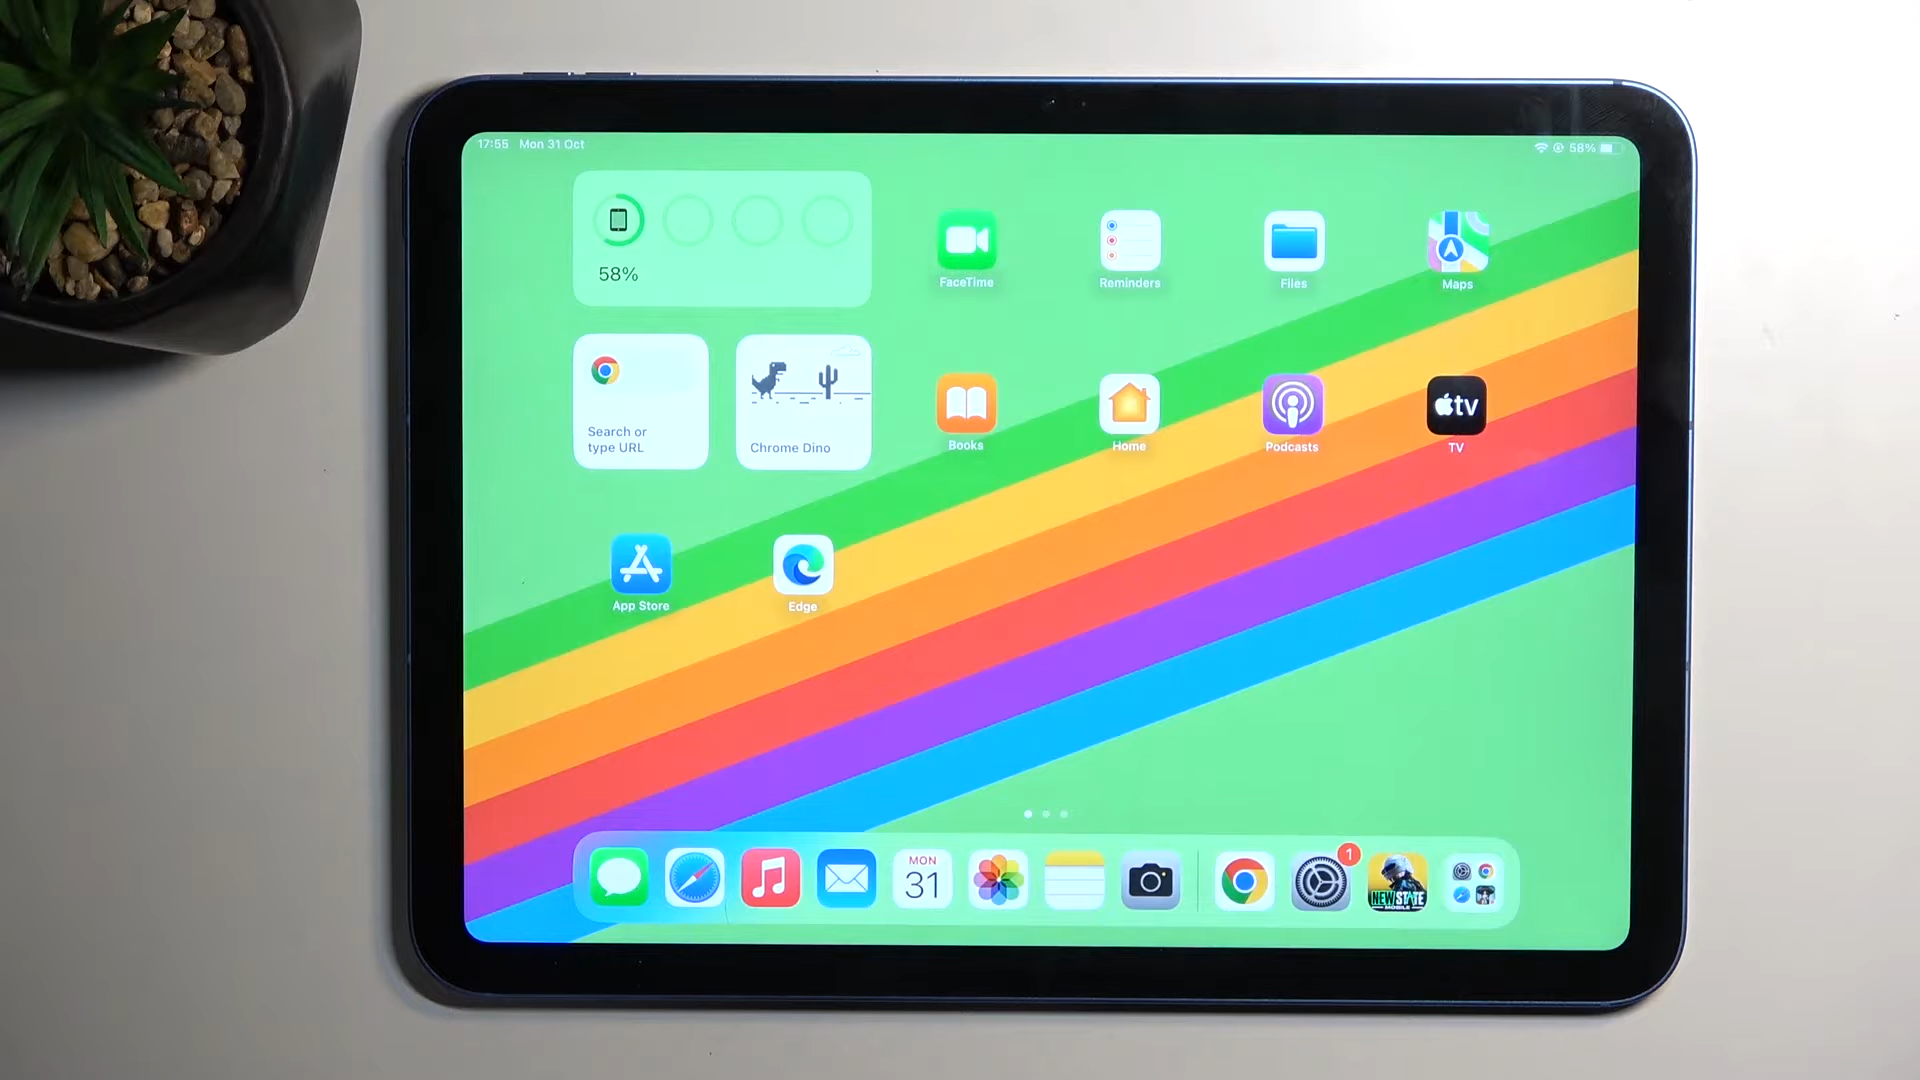 17:55 Mon 31 Oct
58%
58%
FaceTime
Reminders
Files
Maps
Search or
type URL
Chrome Dino
Books
Home
Podcasts
tv
TV
App Store
Edge
MON
31
1
NEW STATE
MOBILE